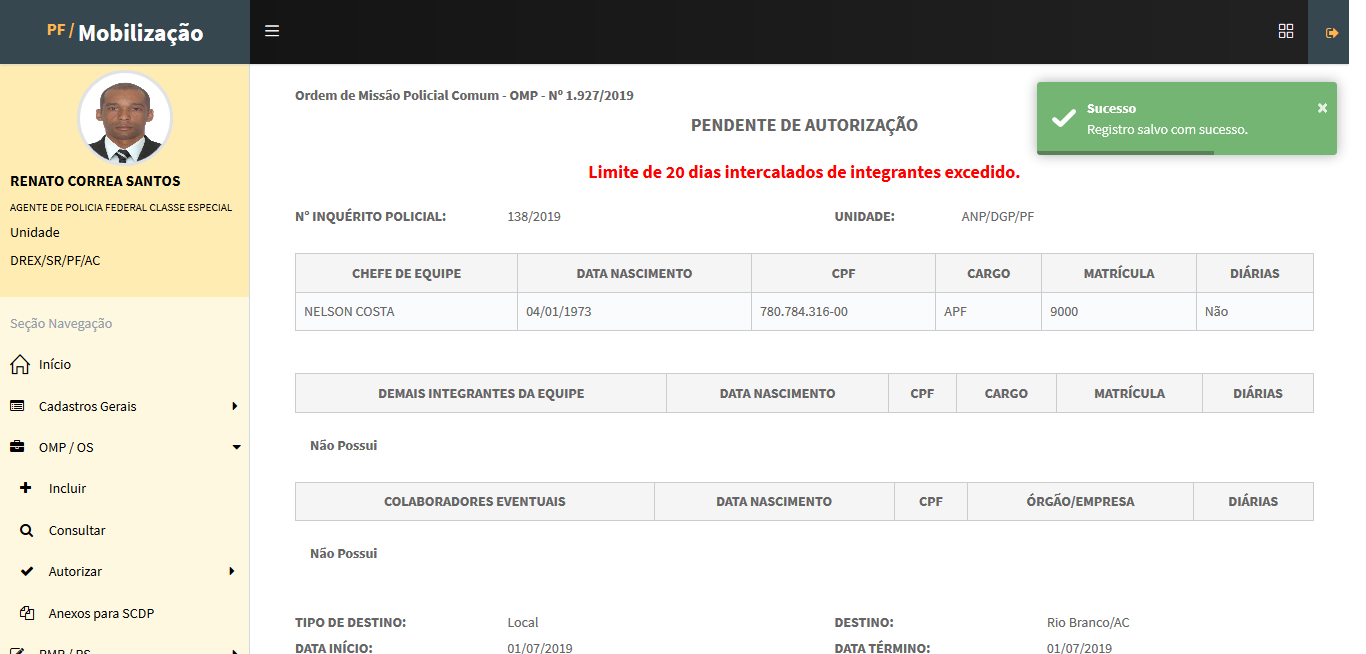 PF / Mobilização
RENATO CORREA SANTOS
AGENTE DE POLICIA FEDERAL CLASSE ESPECIAL
Unidade
DREX/SR/PF/AC
Seção Navegação
Início
Cadastros Gerais
OMP / OS
Incluir
Consultar
Autorizar
Anexos para SCDP
RMP / RS
Ordem de Missão Policial Comum - OMP - Nº 1.927/2019
Sucesso
Registro salvo com sucesso.
PENDENTE DE AUTORIZAÇÃO
Limite de 20 dias intercalados de integrantes excedido.
N° INQUÉRITO POLICIAL: 138/2019 UNIDADE: ANP/DGP/PF
CHEFE DE EQUIPE DATA NASCIMENTO CPF CARGO MATRÍCULA DIÁRIAS
NELSON COSTA 04/01/1973 780.784.316-00 APF 9000 Não
DEMAIS INTEGRANTES DA EQUIPE DATA NASCIMENTO CPF CARGO MATRÍCULA DIÁRIAS
Não Possui
COLABORADORES EVENTUAIS DATA NASCIMENTO CPF ÓRGÃO/EMPRESA DIÁRIAS
Não Possui
TIPO DE DESTINO: Local DESTINO: Rio Branco/AC
DATA INÍCIO: 01/07/2019 DATA TÉRMINO: 01/07/2019